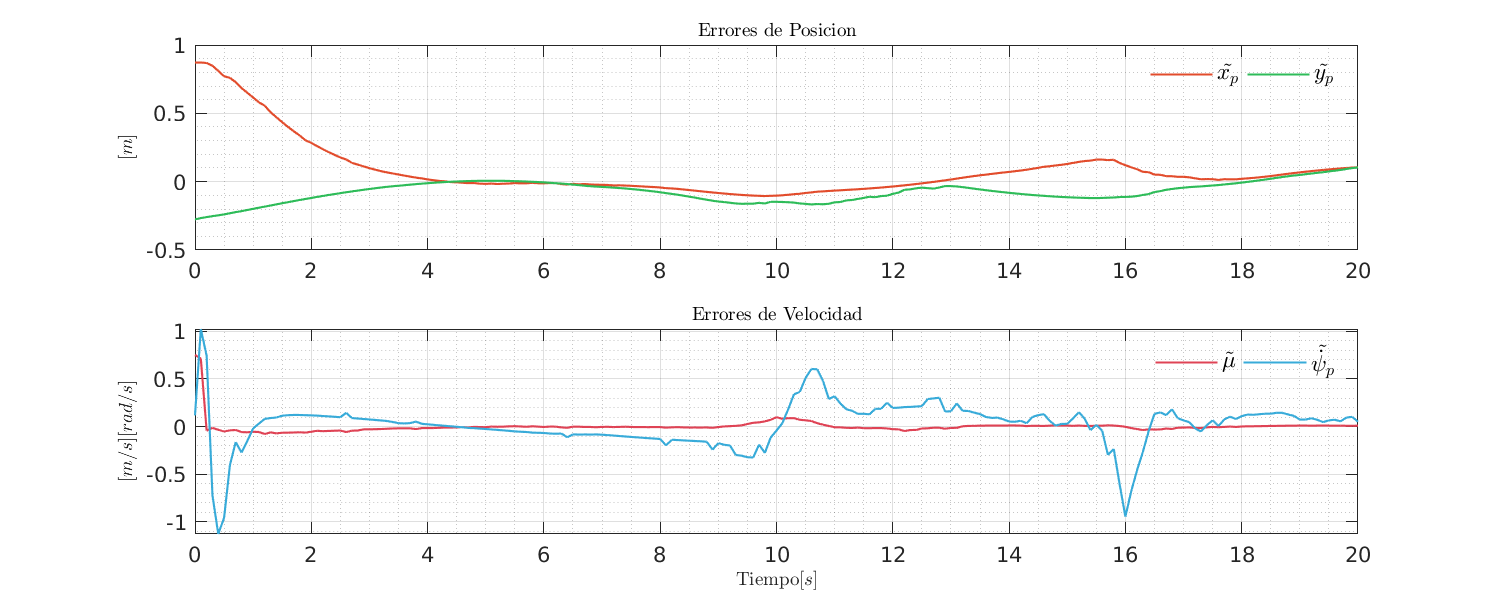 Errores de Posicion
1
0.5
0
-0.5
[m]
x̃_p ỹ_p
0 2 4 6 8 10 12 14 16 18 20
Errores de Velocidad
1
0.5
0
-0.5
-1
[m/s][rad/s]
μ̃ ψ̇̃_p
0 2 4 6 8 10 12 14 16 18 20
Tiempo[s]